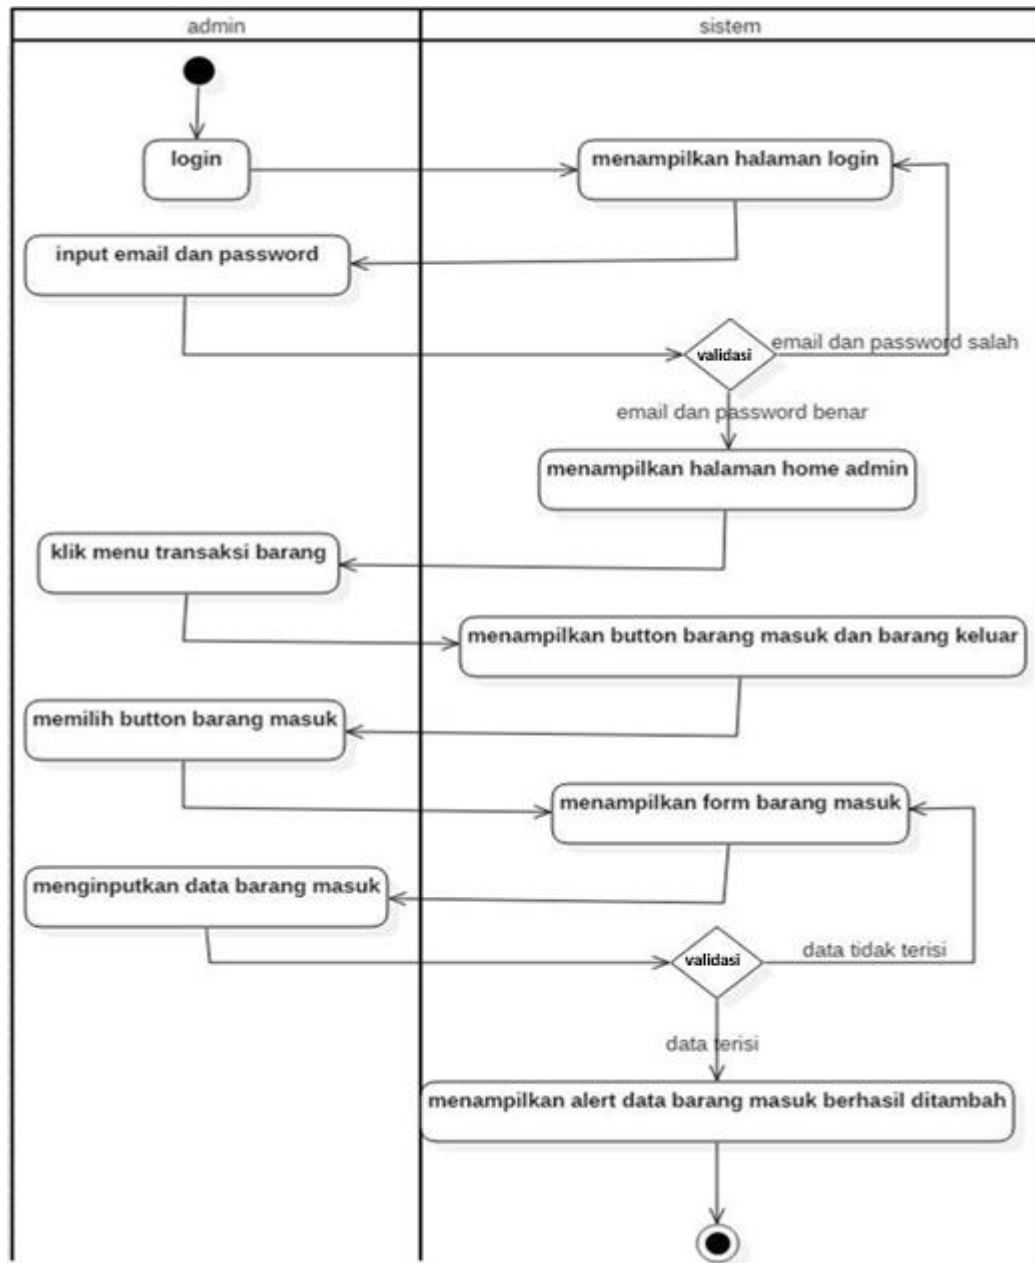 admin
sistem
login
menampilkan halaman login
input email dan password
validasi
email dan password salah
email dan password benar
menampilkan halaman home admin
klik menu transaksi barang
menampilkan button barang masuk dan barang keluar
memilih button barang masuk
menampilkan form barang masuk
menginputkan data barang masuk
validasi
data tidak terisi
data terisi
menampilkan alert data barang masuk berhasil ditambah